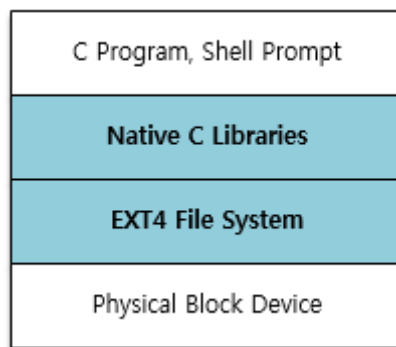 C Program, Shell Prompt
Native C Libraries
EXT4 File System
Physical Block Device